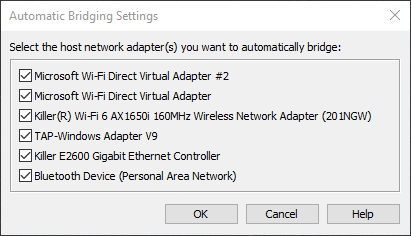 Automatic Bridging Settings
Select the host network adapter(s) you want to automatically bridge:
Microsoft Wi-Fi Direct Virtual Adapter #2
Microsoft Wi-Fi Direct Virtual Adapter
Killer(R) Wi-Fi 6 AX1650i 160MHz Wireless Network Adapter (201NGW)
TAP-Windows Adapter V9
Killer E2600 Gigabit Ethernet Controller
Bluetooth Device (Personal Area Network)
OK Cancel Help